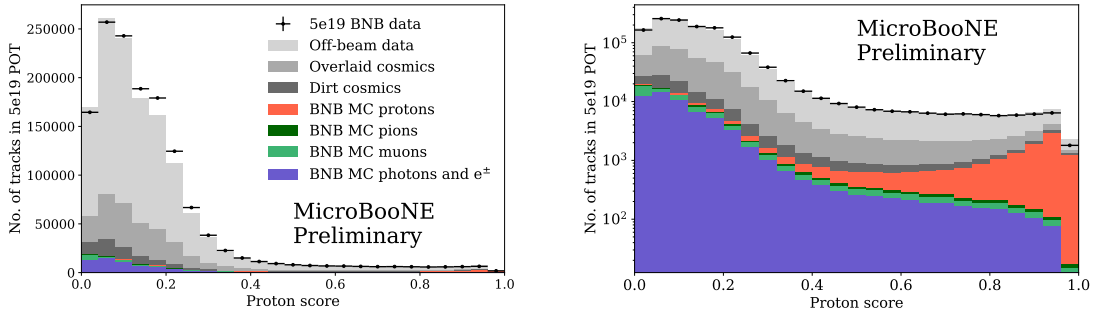 No. of tracks in 5e19 POT
250000
200000
150000
100000
50000
0
0.0 0.2 0.4 0.6 0.8 1.0
Proton score
5e19 BNB data
Off-beam data
Overlaid cosmics
Dirt cosmics
BNB MC protons
BNB MC pions
BNB MC muons
BNB MC photons and e±
MicroBooNE
Preliminary
No. of tracks in 5e19 POT
10⁵
10⁴
10³
10²
0.0 0.2 0.4 0.6 0.8 1.0
Proton score
MicroBooNE
Preliminary